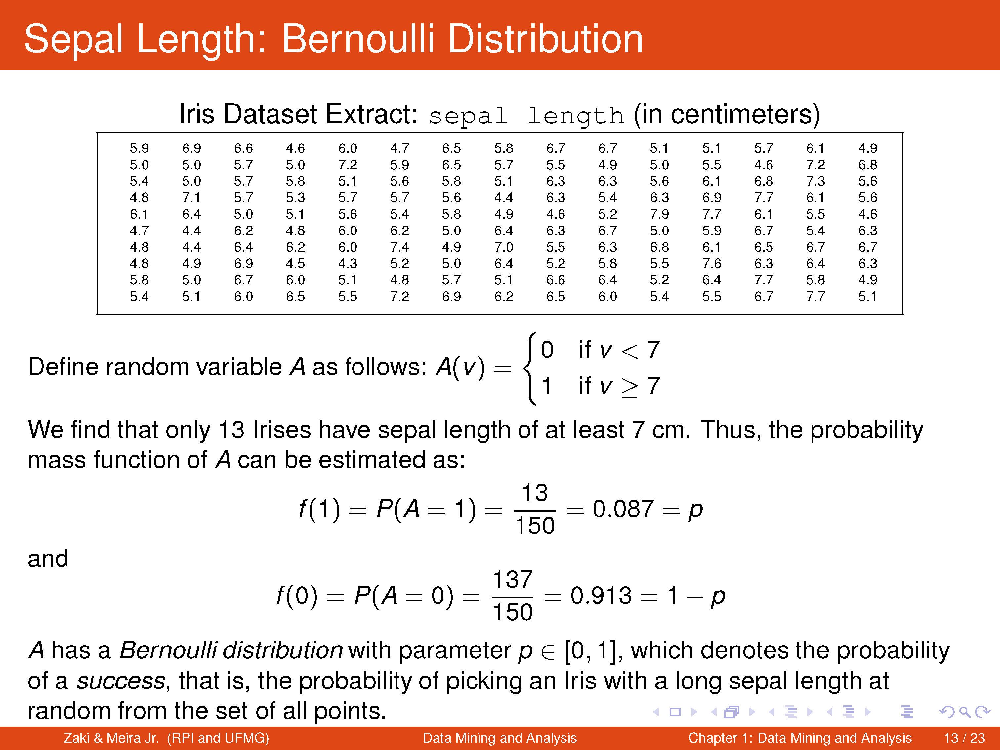 Sepal Length: Bernoulli Distribution
Iris Dataset Extract: sepal length (in centimeters)
5.9 6.9 6.6 4.6 6.0 4.7 6.5 5.8 6.7 6.7 5.1 5.1 5.7 6.1 4.9
5.0 5.0 5.7 5.0 7.2 5.9 6.5 5.7 5.5 4.9 5.0 5.5 4.6 7.2 6.8
5.4 5.0 5.7 5.8 5.1 5.6 5.8 5.1 6.3 6.3 5.6 6.1 6.8 7.3 5.6
4.8 7.1 5.7 5.3 5.7 5.7 5.6 4.4 6.3 5.4 6.3 6.9 7.7 6.1 5.6
6.1 6.4 5.0 5.1 5.6 5.4 5.8 4.9 4.6 5.2 7.9 7.7 6.1 5.5 4.6
4.7 4.4 6.2 4.8 6.0 6.2 5.0 6.4 6.3 6.7 5.0 5.9 6.7 5.4 6.3
4.8 4.4 6.4 6.2 6.0 7.4 4.9 7.0 5.5 6.3 6.8 6.1 6.5 6.7 6.7
4.8 4.9 6.9 4.5 4.3 5.2 5.0 6.4 5.2 5.8 5.5 7.6 6.3 6.4 6.3
5.8 5.0 6.7 6.0 5.1 4.8 5.7 5.1 6.6 6.4 5.2 6.4 7.7 5.8 4.9
5.4 5.1 6.0 6.5 5.5 7.2 6.9 6.2 6.5 6.0 5.4 5.5 6.7 7.7 5.1
Define random variable A as follows: A(v) = { 0 if v < 7
1 if v ≥ 7
We find that only 13 Irises have sepal length of at least 7 cm. Thus, the probability
mass function of A can be estimated as:
f(1) = P(A = 1) = 13/150 = 0.087 = p
and
f(0) = P(A = 0) = 137/150 = 0.913 = 1 − p
A has a Bernoulli distribution with parameter p ∈ [0, 1], which denotes the probability
of a success, that is, the probability of picking an Iris with a long sepal length at
random from the set of all points.
Zaki & Meira Jr. (RPI and UFMG) Data Mining and Analysis Chapter 1: Data Mining and Analysis 13 / 23